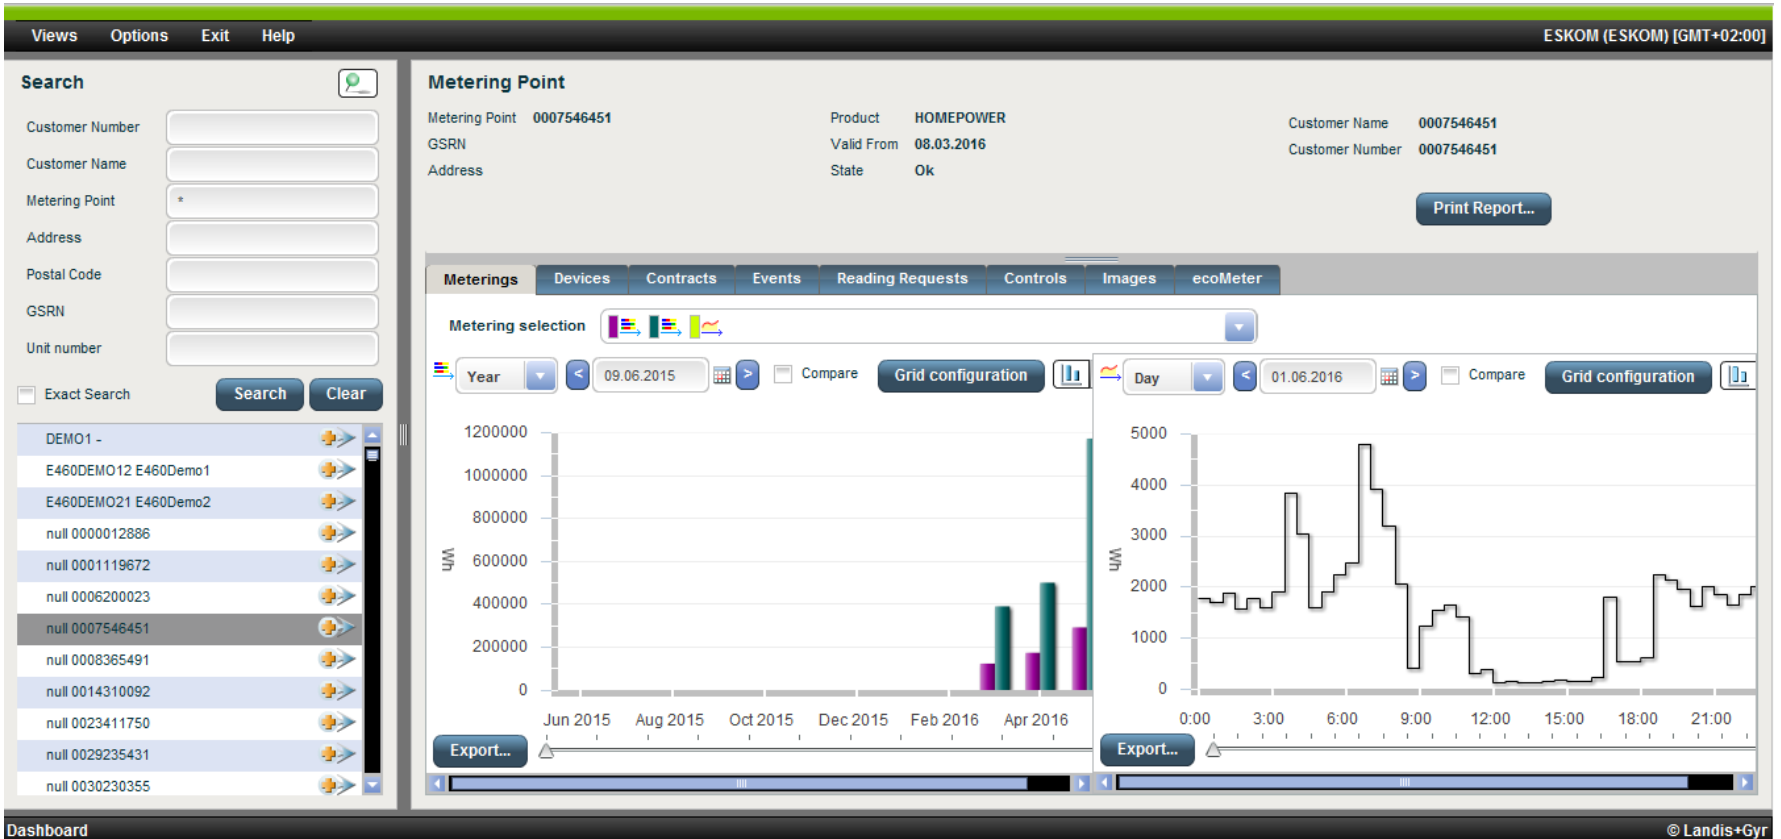 Views Options Exit Help ESKOM (ESKOM) [GMT+02:00]
Search
Customer Number
Customer Name
Metering Point *
Address
Postal Code
GSRN
Unit number
Exact Search Search Clear
DEMO1 -
E460DEMO12 E460Demo1
E460DEMO21 E460Demo2
null 0000012886
null 0001119672
null 0006200023
null 0007546451
null 0008365491
null 0014310092
null 0023411750
null 0029235431
null 0030230355
Metering Point
Metering Point 0007546451 Product HOMEPOWER Customer Name 0007546451
GSRN Valid From 08.03.2016 Customer Number 0007546451
Address State Ok
Print Report...
Meterings Devices Contracts Events Reading Requests Controls Images ecoMeter
Metering selection
Year < 09.06.2015 > Compare Grid configuration
1200000
1000000
800000
600000
400000
200000
0
Wh
Jun 2015 Aug 2015 Oct 2015 Dec 2015 Feb 2016 Apr 2016
Export...
Day < 01.06.2016 > Compare Grid configuration
5000
4000
3000
2000
1000
0
Wh
0:00 3:00 6:00 9:00 12:00 15:00 18:00 21:00
Export...
Dashboard © Landis+Gyr